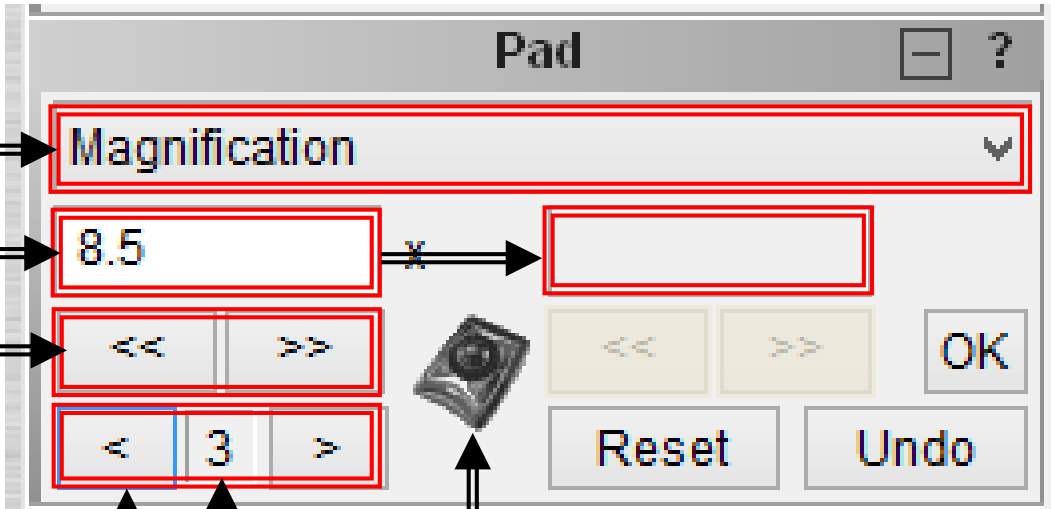 Pad − ?
Magnification
8.5 x
<< >> << >> OK
< 3 > Reset Undo